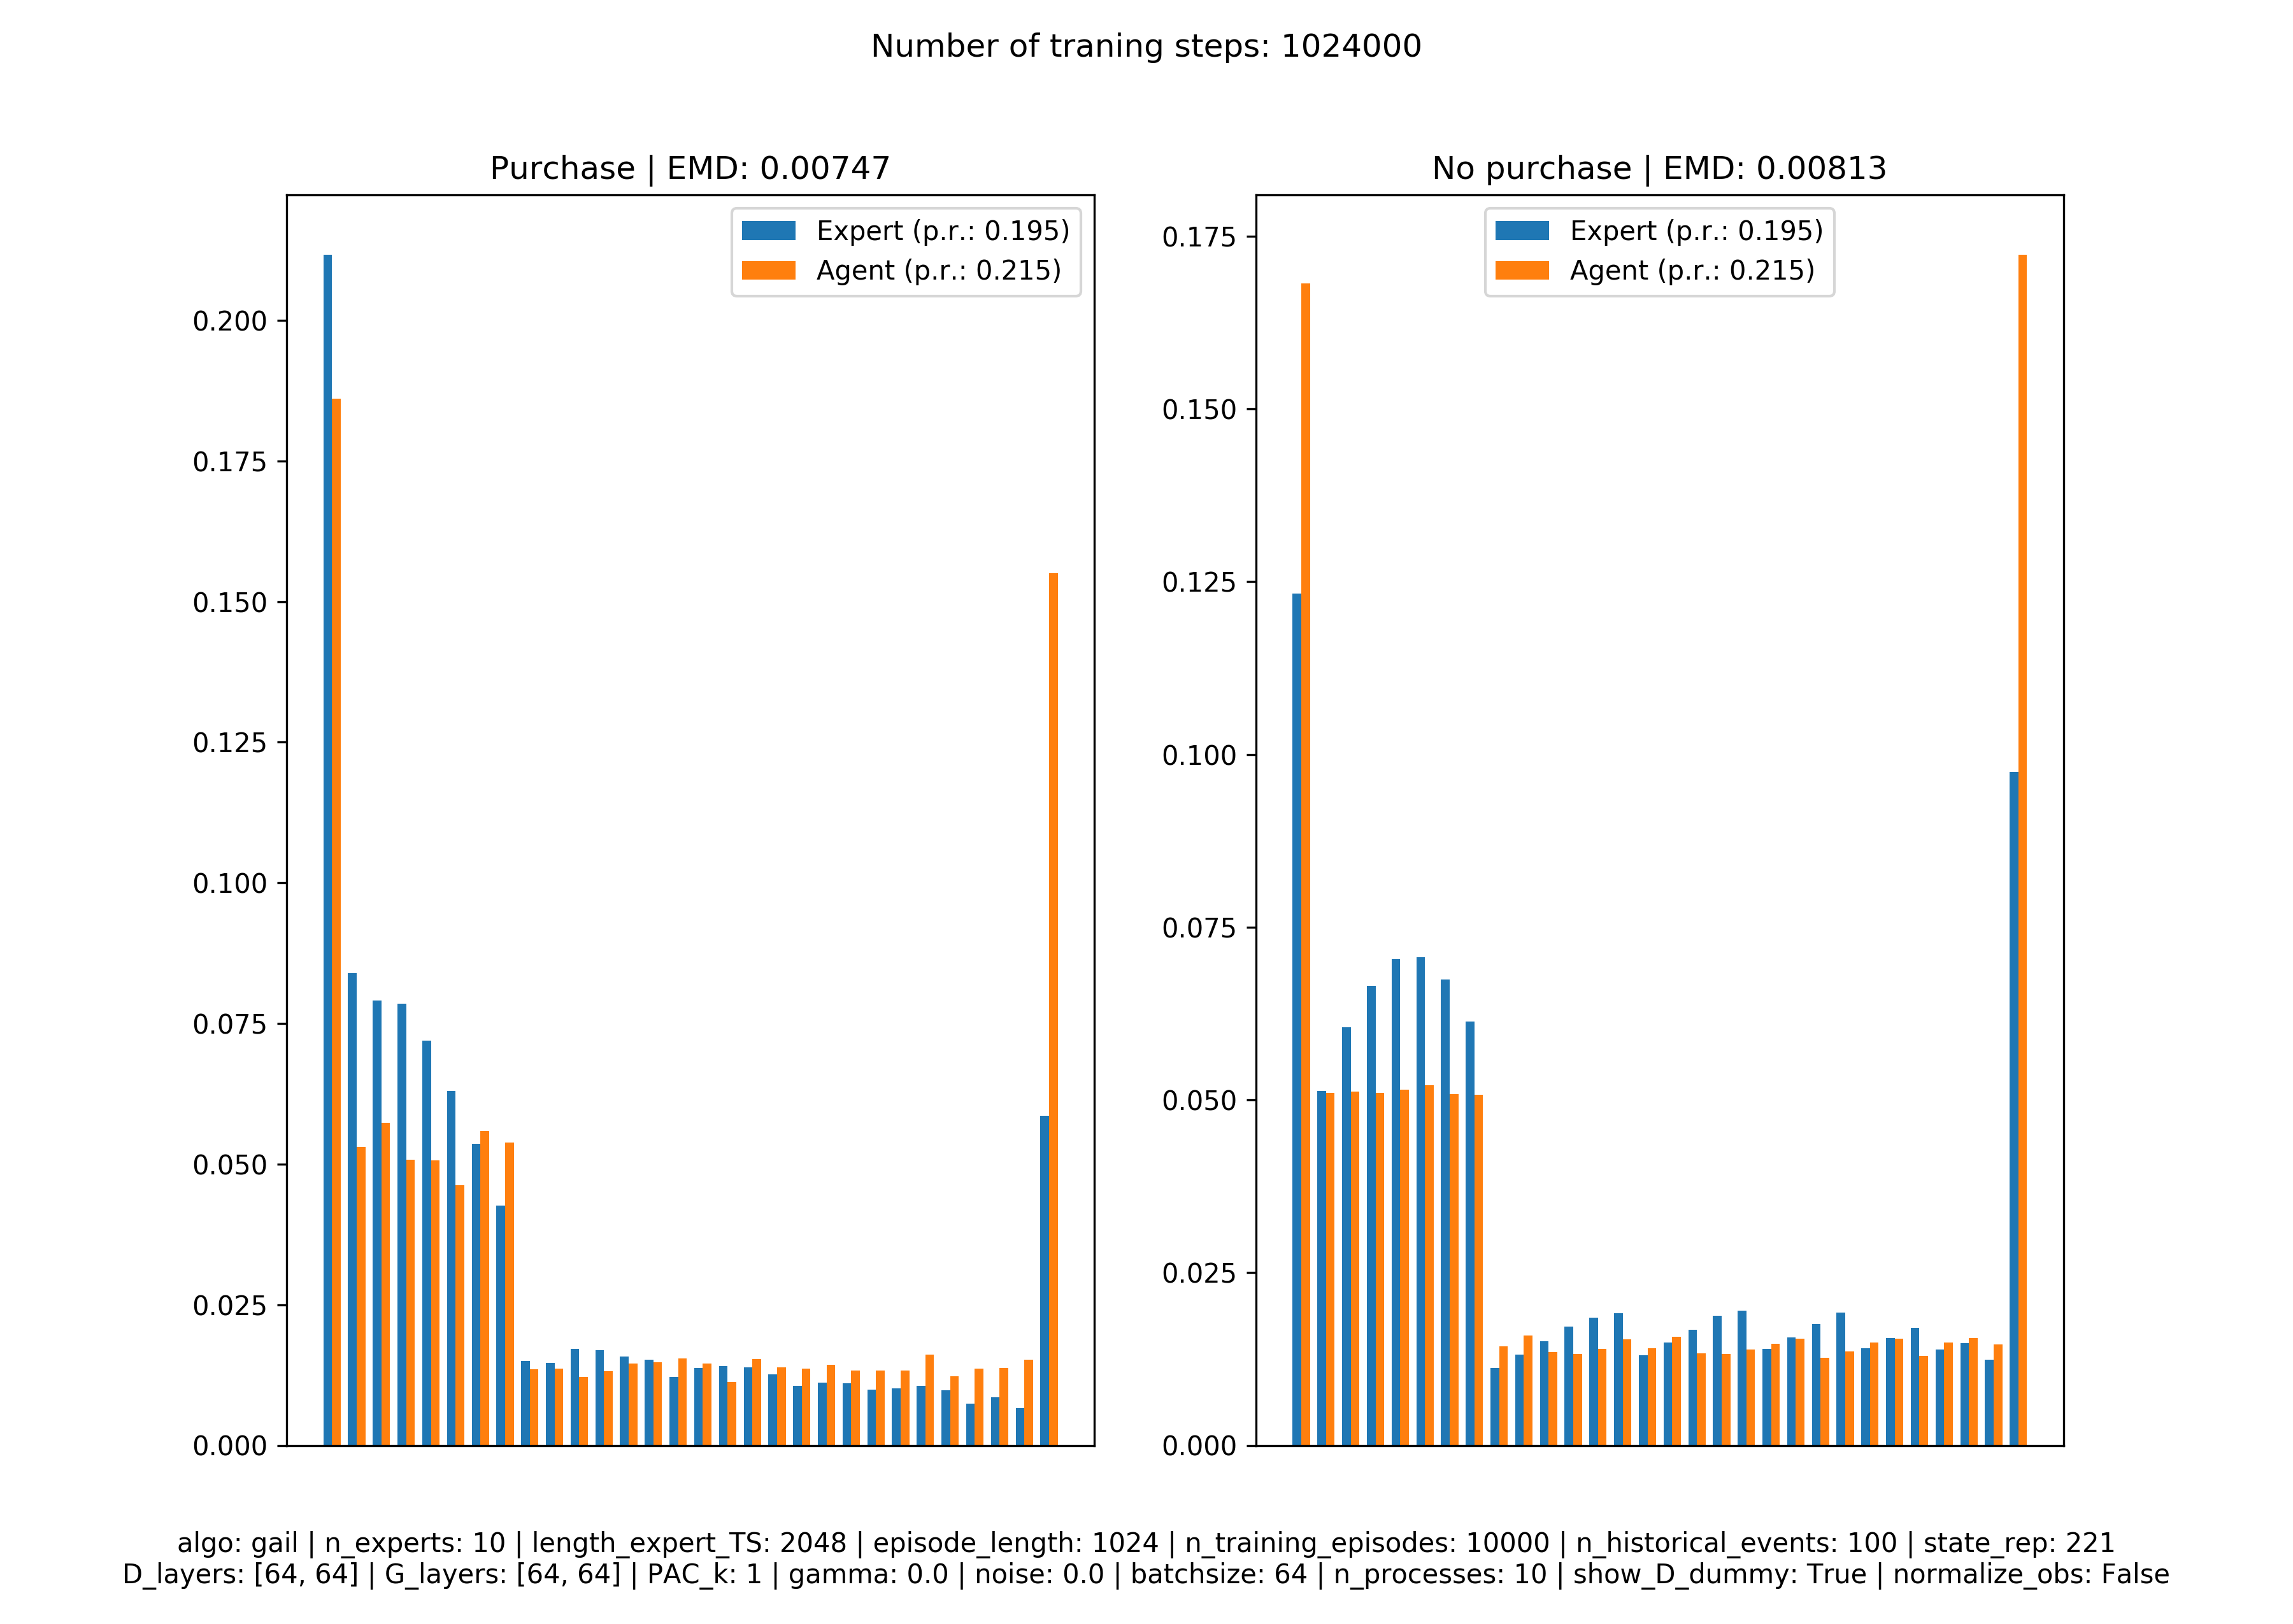 Number of traning steps: 1024000
Purchase | EMD: 0.00747
Expert (p.r.: 0.195)
Agent (p.r.: 0.215)
0.200
0.175
0.150
0.125
0.100
0.075
0.050
0.025
0.000
No purchase | EMD: 0.00813
Expert (p.r.: 0.195)
Agent (p.r.: 0.215)
0.175
0.150
0.125
0.100
0.075
0.050
0.025
0.000
algo: gail | n_experts: 10 | length_expert_TS: 2048 | episode_length: 1024 | n_training_episodes: 10000 | n_historical_events: 100 | state_rep: 221
D_layers: [64, 64] | G_layers: [64, 64] | PAC_k: 1 | gamma: 0.0 | noise: 0.0 | batchsize: 64 | n_processes: 10 | show_D_dummy: True | normalize_obs: False